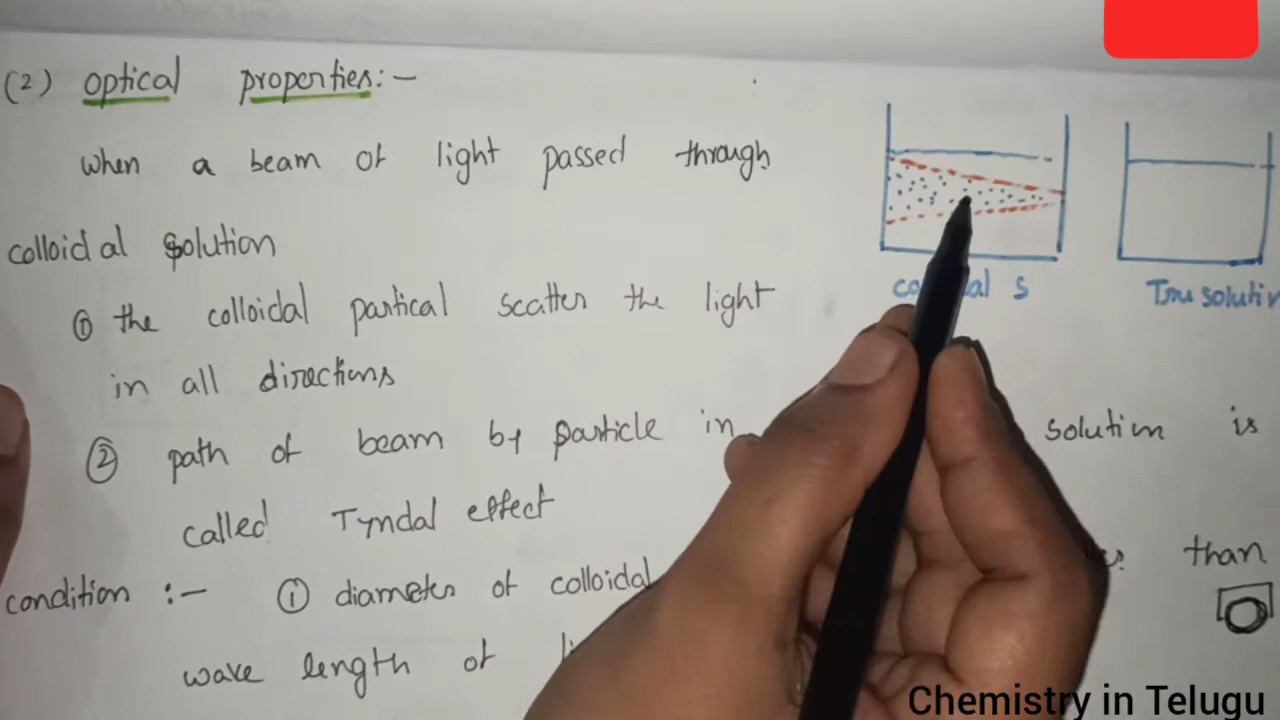 (2) optical properties:-
when a beam of light passed through
colloidal solution
① the colloidal partical scatter the light
in all directions
② path of beam by particle in solution is
called Tyndal effect
condition :- ① diameter of colloidal than
wave length of
al S
Tru solutin
Chemistry in Telugu